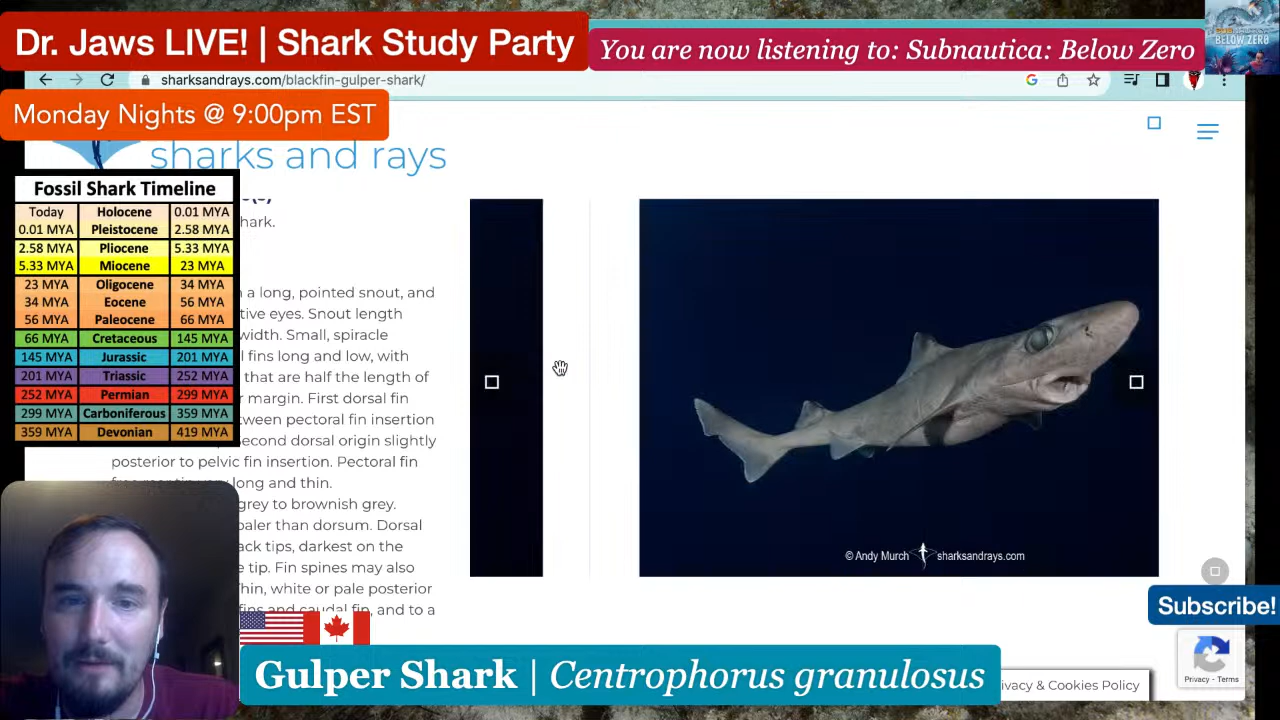 Dr. Jaws LIVE! | Shark Study Party
You are now listening to: Subnautica: Below Zero
BELOW ZERO
sharksandrays.com/blackfin-gulper-shark/
Monday Nights @ 9:00pm EST
sharks and rays
Fossil Shark Timeline
Today Holocene 0.01 MYA
0.01 MYA Pleistocene 2.58 MYA
2.58 MYA Pliocene 5.33 MYA
5.33 MYA Miocene 23 MYA
23 MYA Oligocene 34 MYA
34 MYA Eocene 56 MYA
56 MYA Paleocene 66 MYA
66 MYA Cretaceous 145 MYA
145 MYA Jurassic 201 MYA
201 MYA Triassic 252 MYA
252 MYA Permian 299 MYA
299 MYA Carboniferous 359 MYA
359 MYA Devonian 419 MYA
hark.
a long, pointed snout, and
tive eyes. Snout length
width. Small, spiracle
l fins long and low, with
that are half the length of
r margin. First dorsal fin
ween pectoral fin insertion
econd dorsal origin slightly
posterior to pelvic fin insertion. Pectoral fin
long and thin.
grey to brownish grey.
paler than dorsum. Dorsal
ack tips, darkest on the
e tip. Fin spines may also
hin, white or pale posterior
fins and caudal fin, and to a
© Andy Murch sharksandrays.com
Subscribe!
Gulper Shark | Centrophorus granulosus
ivacy & Cookies Policy
Privacy - Terms